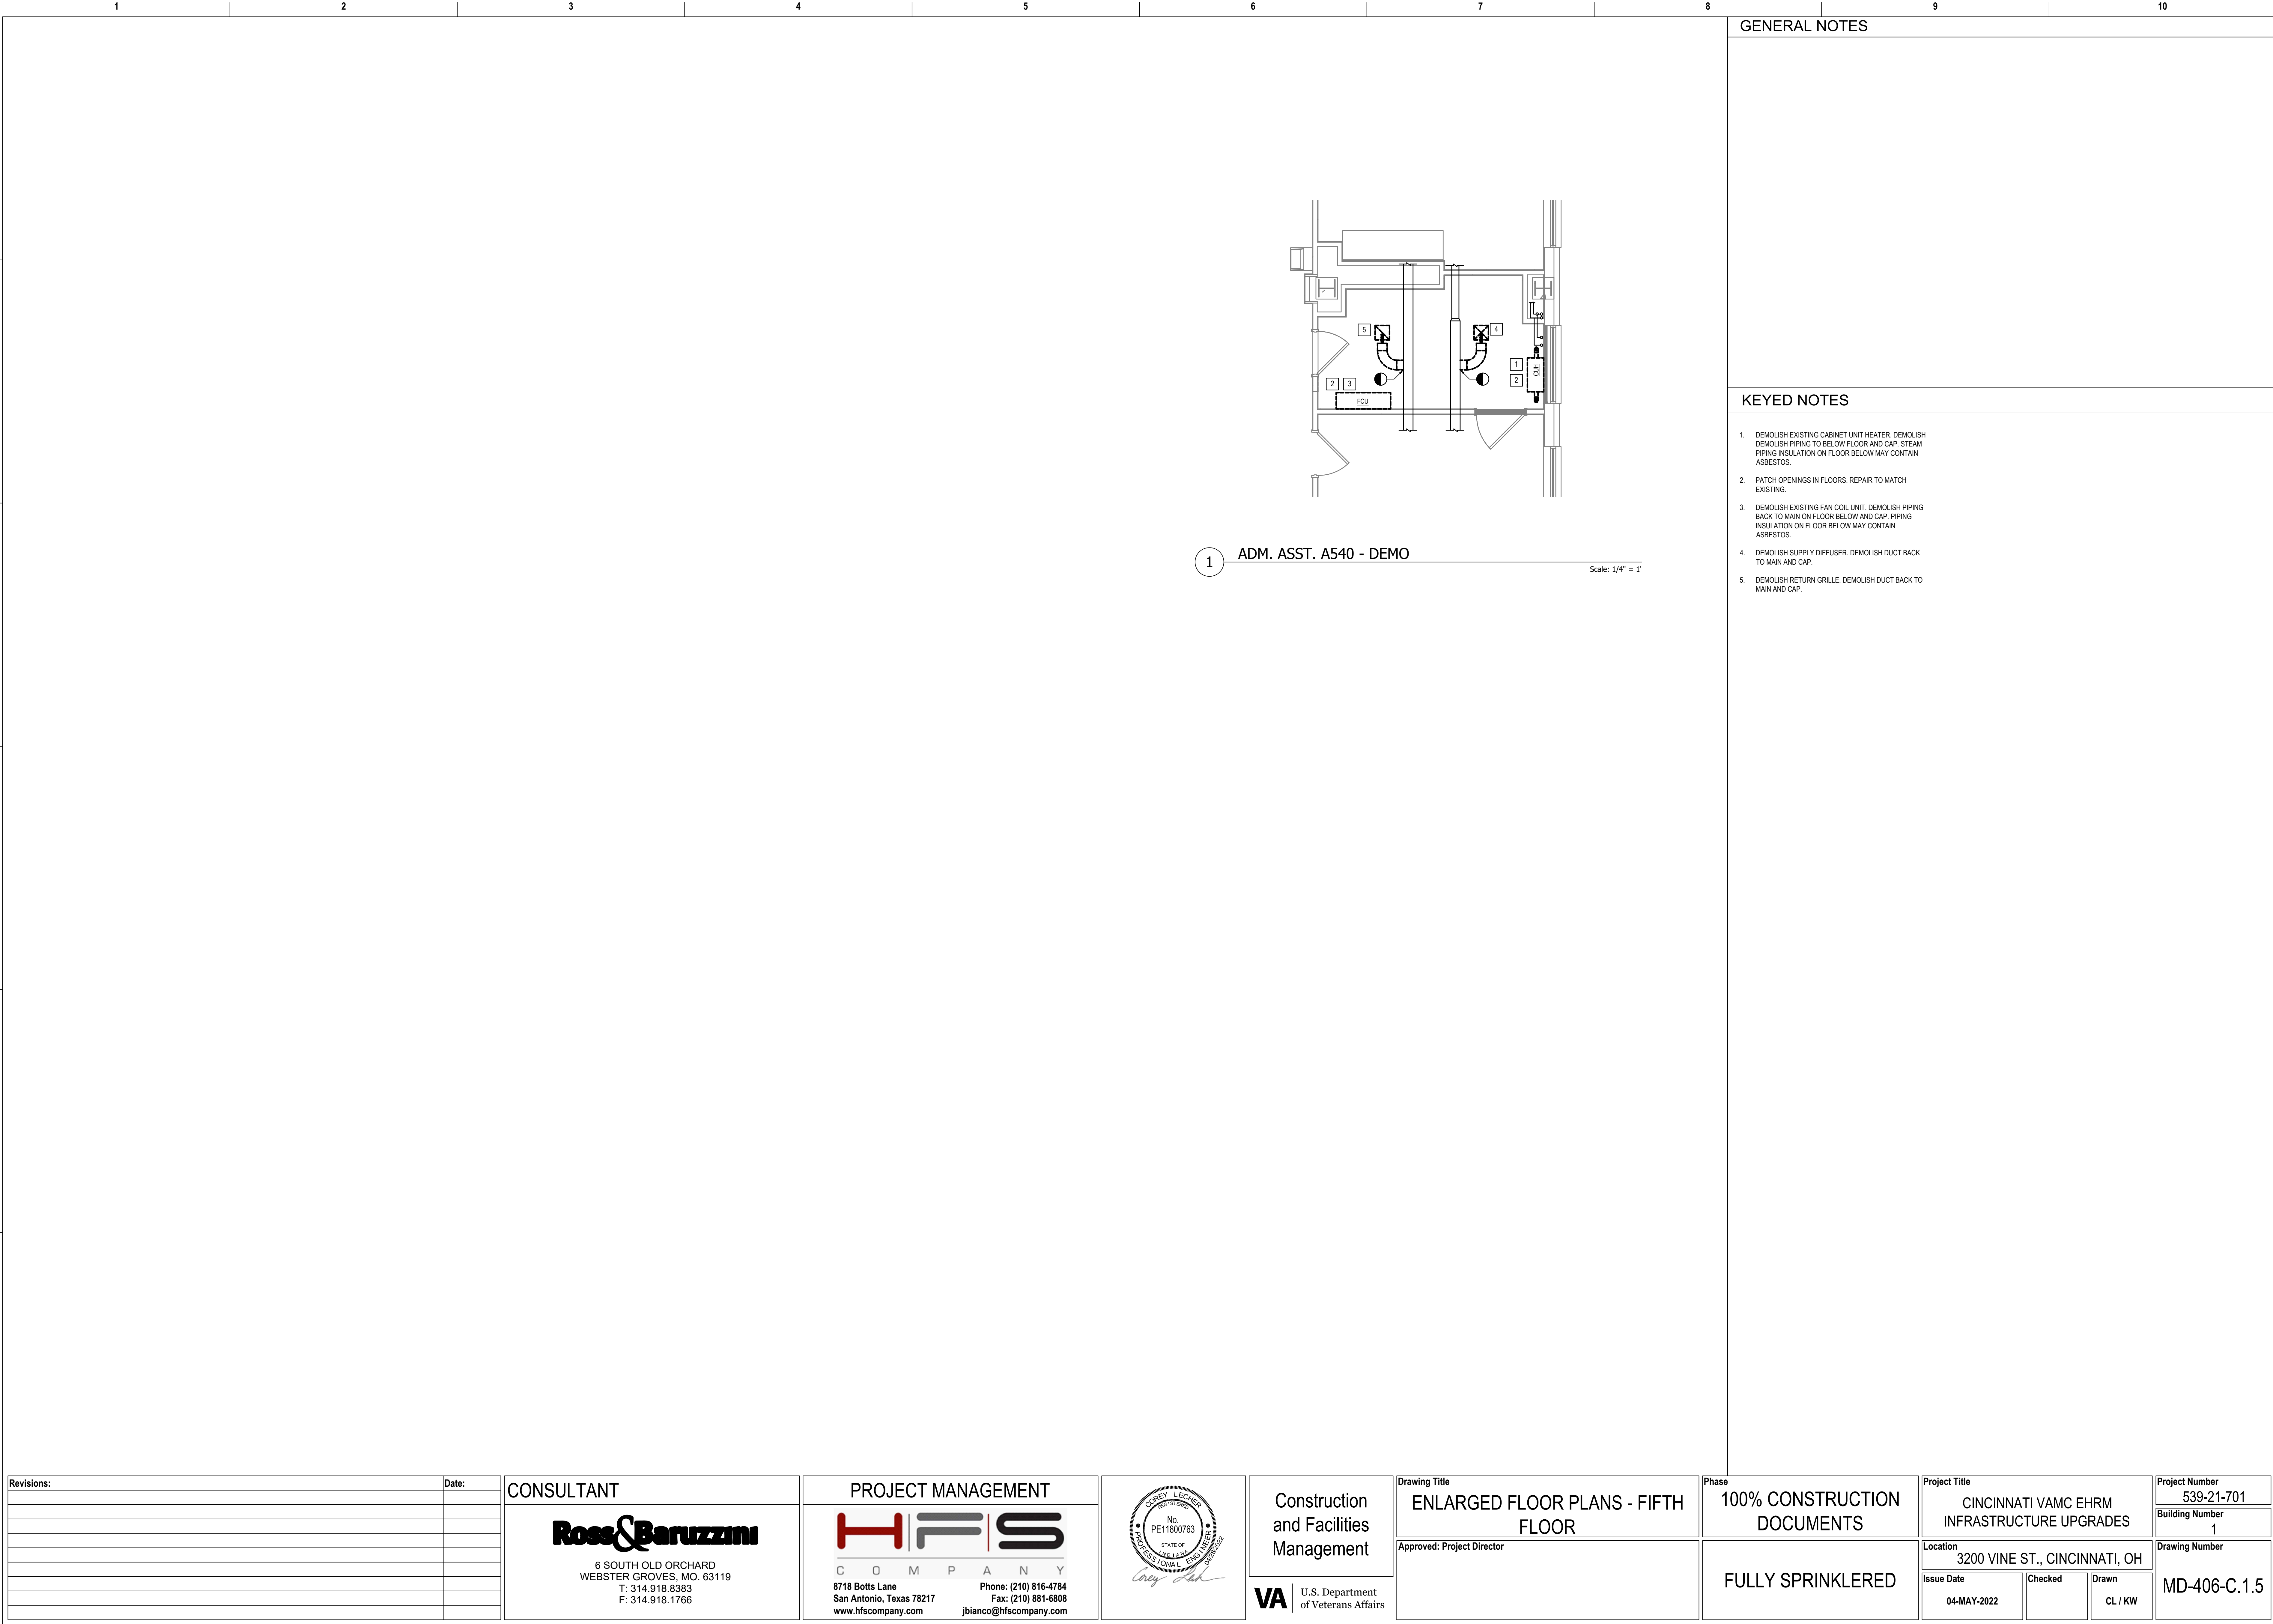 1 2 3 4 5 6 7 8 9 10
GENERAL NOTES
KEYED NOTES
1. DEMOLISH EXISTING CABINET UNIT HEATER. DEMOLISH
DEMOLISH PIPING TO BELOW FLOOR AND CAP. STEAM
PIPING INSULATION ON FLOOR BELOW MAY CONTAIN
ASBESTOS.
2. PATCH OPENINGS IN FLOORS. REPAIR TO MATCH
EXISTING.
3. DEMOLISH EXISTING FAN COIL UNIT. DEMOLISH PIPING
BACK TO MAIN ON FLOOR BELOW AND CAP. PIPING
INSULATION ON FLOOR BELOW MAY CONTAIN
ASBESTOS.
4. DEMOLISH SUPPLY DIFFUSER. DEMOLISH DUCT BACK
TO MAIN AND CAP.
5. DEMOLISH RETURN GRILLE. DEMOLISH DUCT BACK TO
MAIN AND CAP.
5
4
1
2
CUH
2 3
FCU
1
ADM. ASST. A540 - DEMO
Scale: 1/4" = 1'
Revisions:
Date:
CONSULTANT
Ross&Baruzzini
6 SOUTH OLD ORCHARD
WEBSTER GROVES, MO. 63119
T: 314.918.8383
F: 314.918.1766
PROJECT MANAGEMENT
HFS
COMPANY
8718 Botts Lane
San Antonio, Texas 78217
www.hfscompany.com
Phone: (210) 816-4784
Fax: (210) 881-6808
jbianco@hfscompany.com
COREY LECHER
REGISTERED
No.
PE11800763
STATE OF
INDIANA
PROFESSIONAL ENGINEER
04/28/2022
Corey Lech
Construction
and Facilities
Management
VA
U.S. Department
of Veterans Affairs
Drawing Title
ENLARGED FLOOR PLANS - FIFTH
FLOOR
Approved: Project Director
Phase
100% CONSTRUCTION
DOCUMENTS
FULLY SPRINKLERED
Project Title
CINCINNATI VAMC EHRM
INFRASTRUCTURE UPGRADES
Location
3200 VINE ST., CINCINNATI, OH
Issue Date
04-MAY-2022
Checked
Drawn
CL / KW
Project Number
539-21-701
Building Number
1
Drawing Number
MD-406-C.1.5